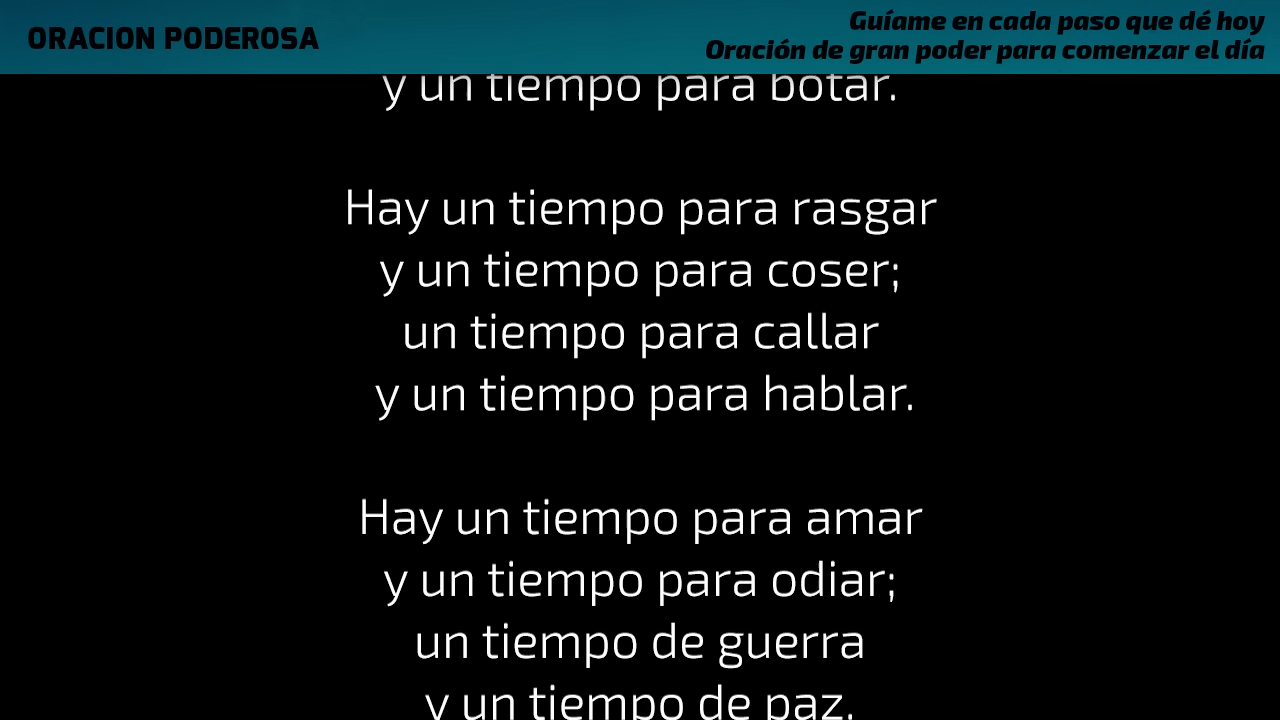 ORACION PODEROSA
Guíame en cada paso que dé hoy
Oración de gran poder para comenzar el día
y un tiempo para botar.
Hay un tiempo para rasgar
y un tiempo para coser;
un tiempo para callar
y un tiempo para hablar.
Hay un tiempo para amar
y un tiempo para odiar;
un tiempo de guerra
y un tiempo de paz.